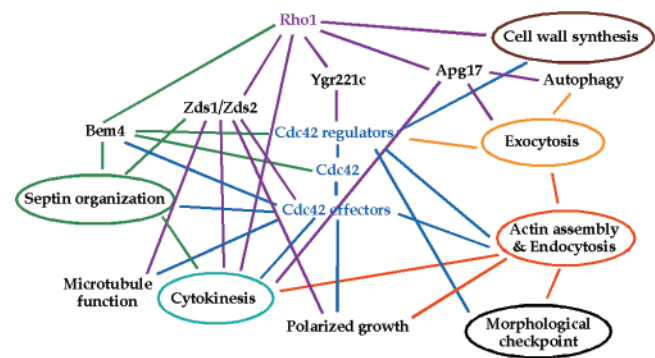 Rho1
Cell wall synthesis
Ygr221c
Apg17
Autophagy
Zds1/Zds2
Bem4
Cdc42 regulators
Exocytosis
Cdc42
Septin organization
Cdc42 effectors
Actin assembly
& Endocytosis
Microtubule
function
Cytokinesis
Polarized growth
Morphological
checkpoint